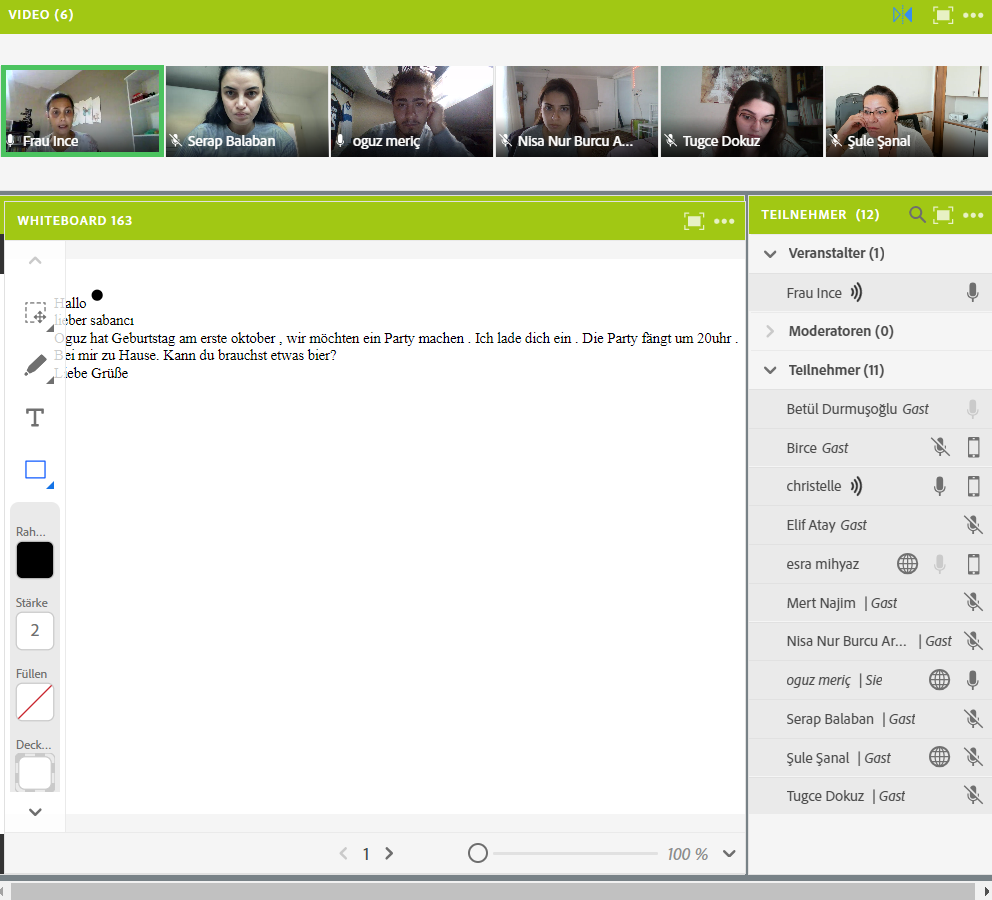 VIDEO (6)
Frau Ince
Serap Balaban
oguz meriç
Nisa Nur Burcu A...
Tugce Dokuz
Şule Şanal
WHITEBOARD 163
Hallo
lieber sabancı
Oguz hat Geburtstag am erste oktober , wir möchten ein Party machen . Ich lade dich ein . Die Party fängt um 20uhr .
Bei mir zu Hause. Kann du brauchst etwas bier?
Liebe Grüße
Rah...
Stärke
2
Füllen
Deck...
1
100 %
TEILNEHMER (12)
Veranstalter (1)
Frau Ince
Moderatoren (0)
Teilnehmer (11)
Betül Durmuşoğlu Gast
Birce Gast
christelle
Elif Atay Gast
esra mihyaz
Mert Najim | Gast
Nisa Nur Burcu Ar... | Gast
oguz meriç | Sie
Serap Balaban | Gast
Şule Şanal | Gast
Tugce Dokuz | Gast